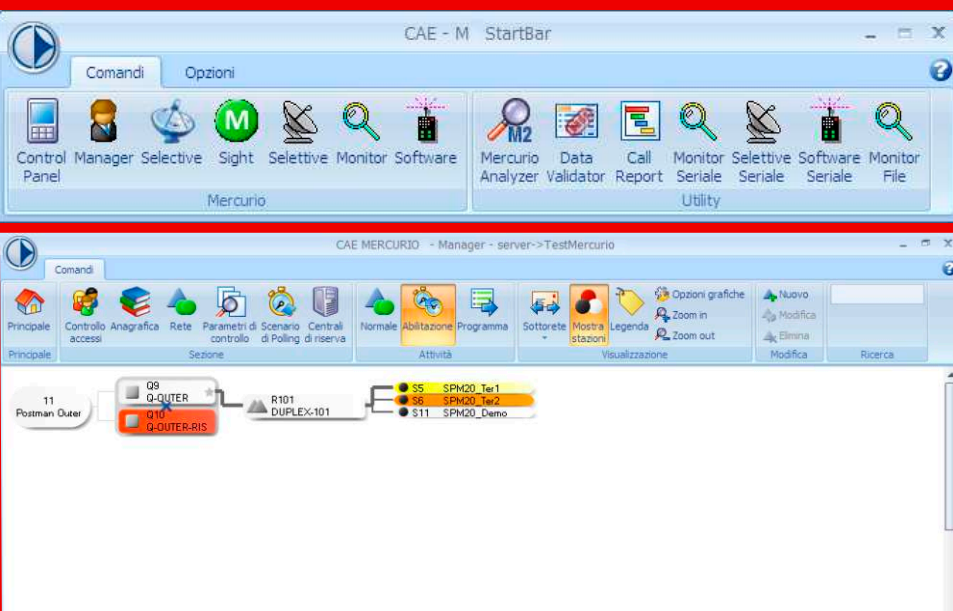 CAE - M StartBar
Comandi Opzioni
Control Panel Manager Selective Sight Selettive Monitor Software
Mercurio Analyzer Data Validator Call Report Monitor Seriale Selettive Seriale Software Seriale Monitor File
M
M2
Mercurio Utility
CAE MERCURIO - Manager - server->TestMercurio
Comandi
Principale Controllo accessi Anagrafica Rete Parametri di controllo Scenario di Polling Centrali di riserva
Normale Abilitazione Programma
Sottorete Mostra stazioni Legenda
Opzioni grafiche
Zoom in
Zoom out
Nuovo
Modifica
Elimina
Principale Sezione Attività Visualizzazione Modifica Ricerca
11
Postman Outer
Q9
Q-OUTER
Q10
Q-OUTER-RIS
R101
DUPLEX-101
S5 SPM20_Ter1
S6 SPM20_Ter2
S11 SPM20_Demo